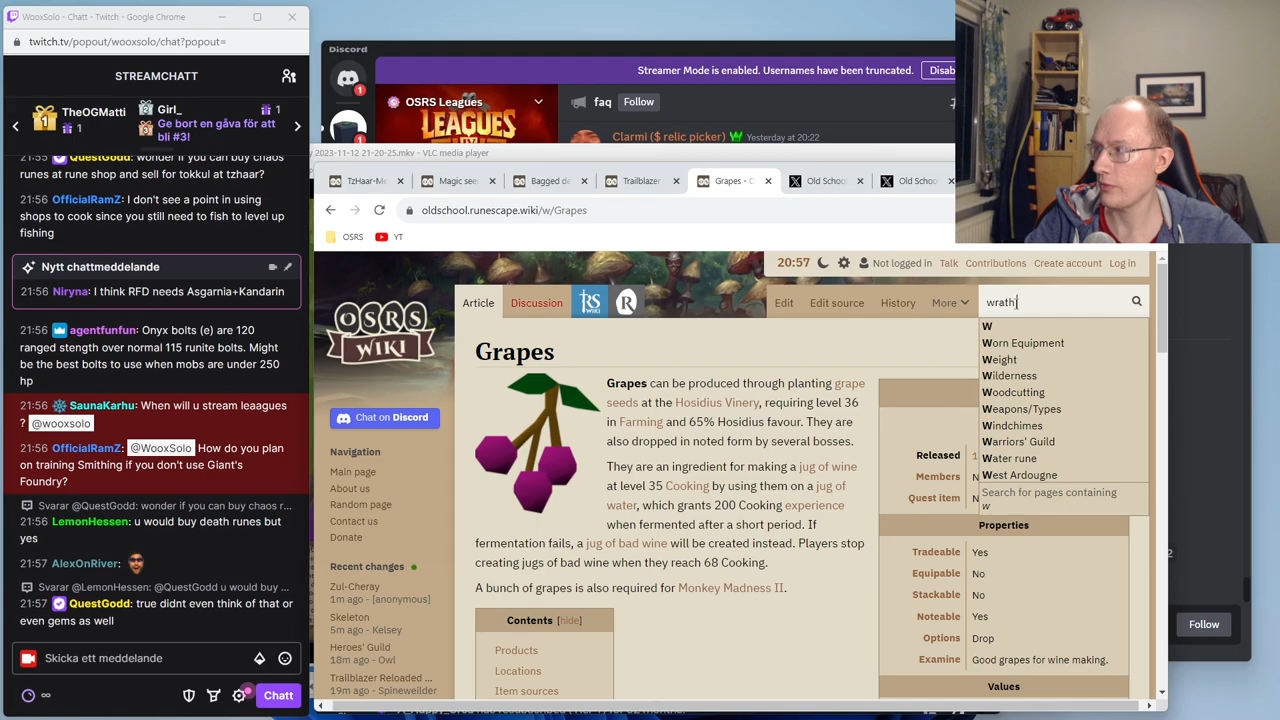 WooxSolo - Chatt - Twitch - Google Chrome
twitch.tv/popout/wooxsolo/chat?popout=
STREAMCHATT
TheOGMatti
1
Girl_
1
Ge bort en gåva för att
bli #3!
21:55 QuestGodd: wonder if you can buy chaos
runes at rune shop and sell for tokkul at tzhaar?
21:56 OfficialRamZ: I don't see a point in using
shops to cook since you still need to fish to level up
fishing
Nytt chattmeddelande
21:56 Niryna: I think RFD needs Asgarnia+Kandarin
21:56 agentfunfun: Onyx bolts (e) are 120
ranged stength over normal 115 runite bolts. Might
be the best bolts to use when mobs are under 250
hp
21:56 SaunaKarhu: When will u stream leaagues
? @wooxsolo
21:56 OfficialRamZ: @WooxSolo How do you plan
on training Smithing if you don't use Giant's
Foundry?
Svarar @QuestGodd: wonder if you can buy chaos r...
21:56 LemonHessen: u would buy death runes but
yes
21:57 AlexOnRiver:
Svarar @LemonHessen: @QuestGodd u would buy ...
21:57 QuestGodd: true didnt even think of that or
even gems as well
Skicka ett meddelande
Chatt
Discord
Streamer Mode is enabled. Usernames have been truncated.
Disab
OSRS Leagues
faq
Follow
LEAGUES
Clarmi ($ relic picker)
Yesterday at 20:22
2023-11-12 21-20-25.mkv - VLC media player
TzHaar-Me
Magic see
Bagged de
Trailblazer
Grapes - O
Old Schoo
Old Schoo
oldschool.runescape.wiki/w/Grapes
OSRS
YT
20:57
Not logged in
Talk
Contributions
Create account
Log in
OSRS
WIKI
Article
Discussion
RS
WIKI
R
Edit
Edit source
History
More
wrath
W
Worn Equipment
Weight
Wilderness
Woodcutting
Weapons/Types
Windchimes
Warriors' Guild
Water rune
West Ardougne
Search for pages containing
w
Chat on Discord
Navigation
Main page
About us
Random page
Contact us
Donate
Recent changes
Zul-Cheray
1m ago - [anonymous]
Skeleton
5m ago - Kelsey
Heroes' Guild
18m ago - Owl
Trailblazer Reloaded ...
19m ago - Spineweilder
Grapes
Grapes can be produced through planting grape
seeds at the Hosidius Vinery, requiring level 36
in Farming and 65% Hosidius favour. They are
also dropped in noted form by several bosses.
They are an ingredient for making a jug of wine
at level 35 Cooking by using them on a jug of
water, which grants 200 Cooking experience
when fermented after a short period. If
fermentation fails, a jug of bad wine will be created instead. Players stop
creating jugs of bad wine when they reach 68 Cooking.
A bunch of grapes is also required for Monkey Madness II.
Contents [hide]
Products
Locations
Item sources
Released
Members
Quest item
Properties
Tradeable Yes
Equipable No
Stackable No
Noteable Yes
Options Drop
Examine Good grapes for wine making.
Values
Follow